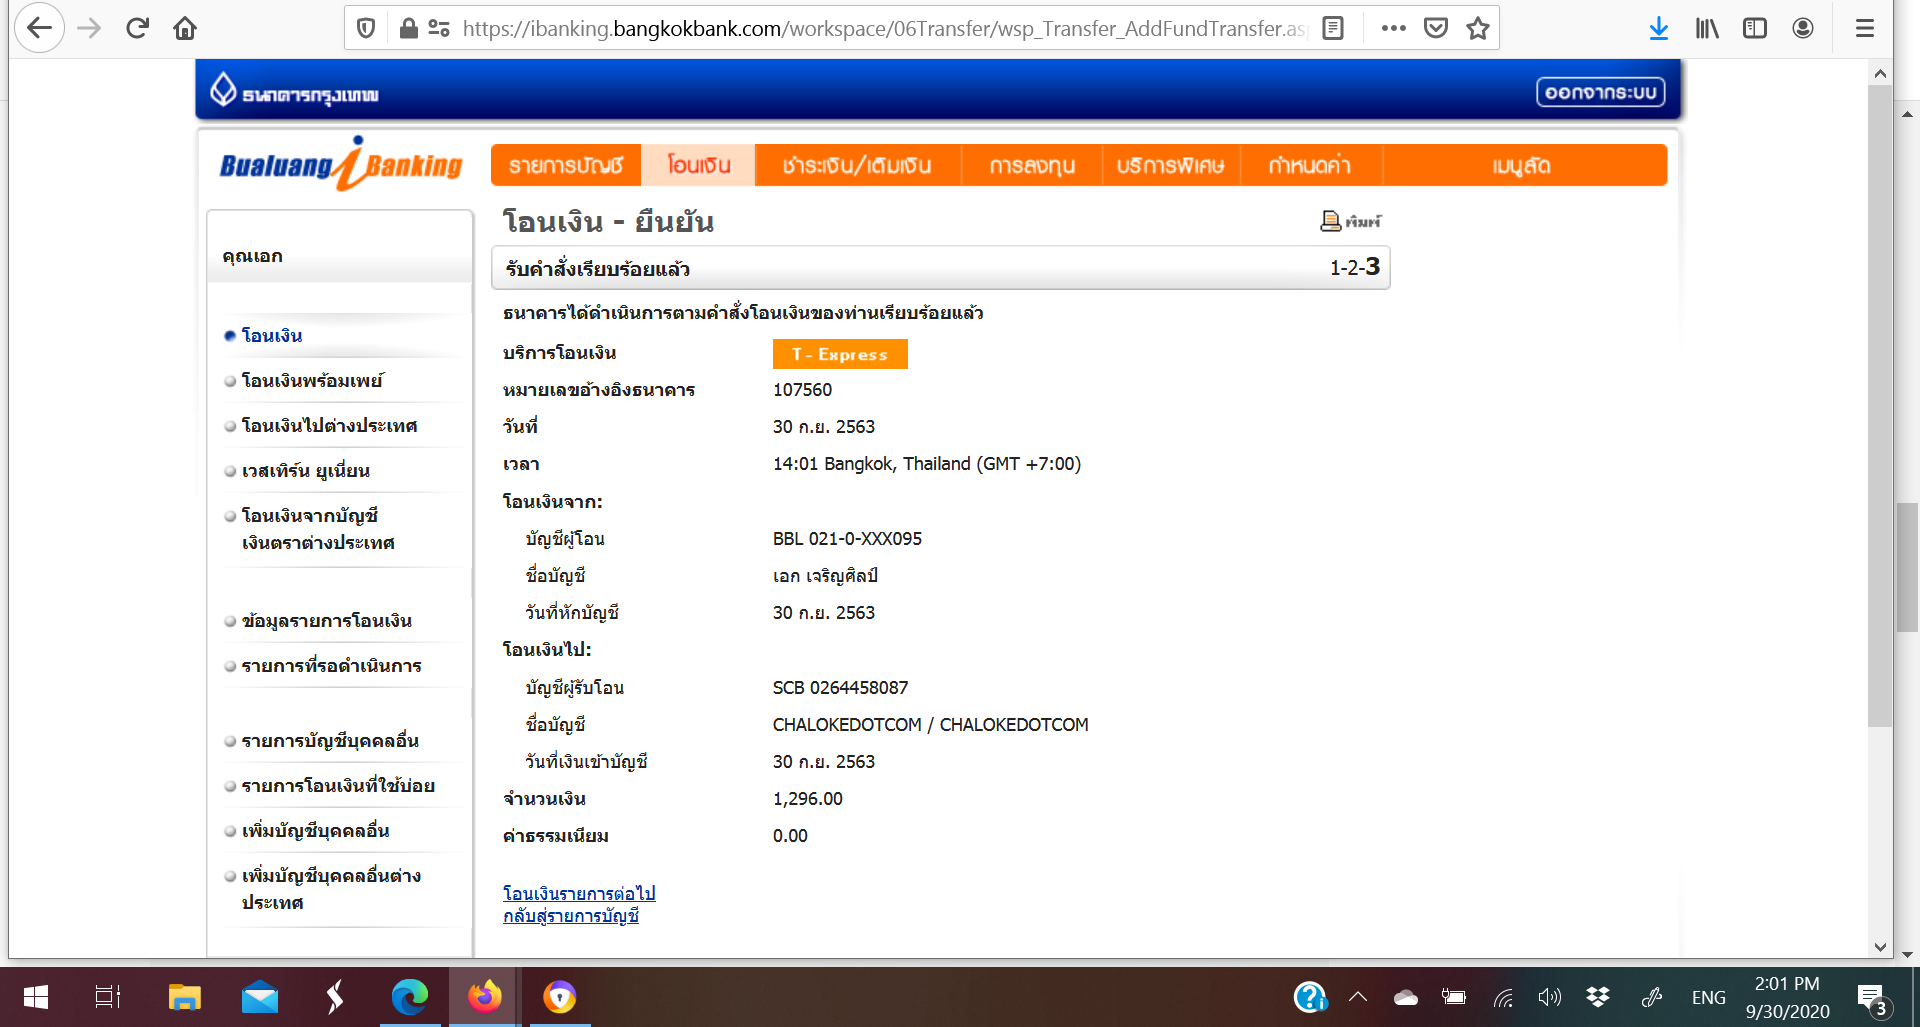 https://ibanking.bangkokbank.com/workspace/06Transfer/wsp_Transfer_AddFundTransfer.asp
ธนาคารกรุงเทพ
ออกจากระบบ
Bualuang iBanking
รายการบัญชี
โอนเงิน
ชำระเงิน/เติมเงิน
การลงทุน
บริการพิเศษ
กำหนดค่า
เมนูลัด
คุณเอก
โอนเงิน
โอนเงินพร้อมเพย์
โอนเงินไปต่างประเทศ
เวสเทิร์น ยูเนี่ยน
โอนเงินจากบัญชี
เงินตราต่างประเทศ
ข้อมูลรายการโอนเงิน
รายการที่รอดำเนินการ
รายการบัญชีบุคคลอื่น
รายการโอนเงินที่ใช้บ่อย
เพิ่มบัญชีบุคคลอื่น
เพิ่มบัญชีบุคคลอื่นต่าง
ประเทศ
โอนเงิน - ยืนยัน
พิมพ์
รับคำสั่งเรียบร้อยแล้ว 1-2-3
ธนาคารได้ดำเนินการตามคำสั่งโอนเงินของท่านเรียบร้อยแล้ว
บริการโอนเงิน T - Express
หมายเลขอ้างอิงธนาคาร 107560
วันที่ 30 ก.ย. 2563
เวลา 14:01 Bangkok, Thailand (GMT +7:00)
โอนเงินจาก:
บัญชีผู้โอน BBL 021-0-XXX095
ชื่อบัญชี เอก เจริญศิลป์
วันที่หักบัญชี 30 ก.ย. 2563
โอนเงินไป:
บัญชีผู้รับโอน SCB 0264458087
ชื่อบัญชี CHALOKEDOTCOM / CHALOKEDOTCOM
วันที่เงินเข้าบัญชี 30 ก.ย. 2563
จำนวนเงิน 1,296.00
ค่าธรรมเนียม 0.00
โอนเงินรายการต่อไป
กลับสู่รายการบัญชี
ENG
2:01 PM
9/30/2020
3